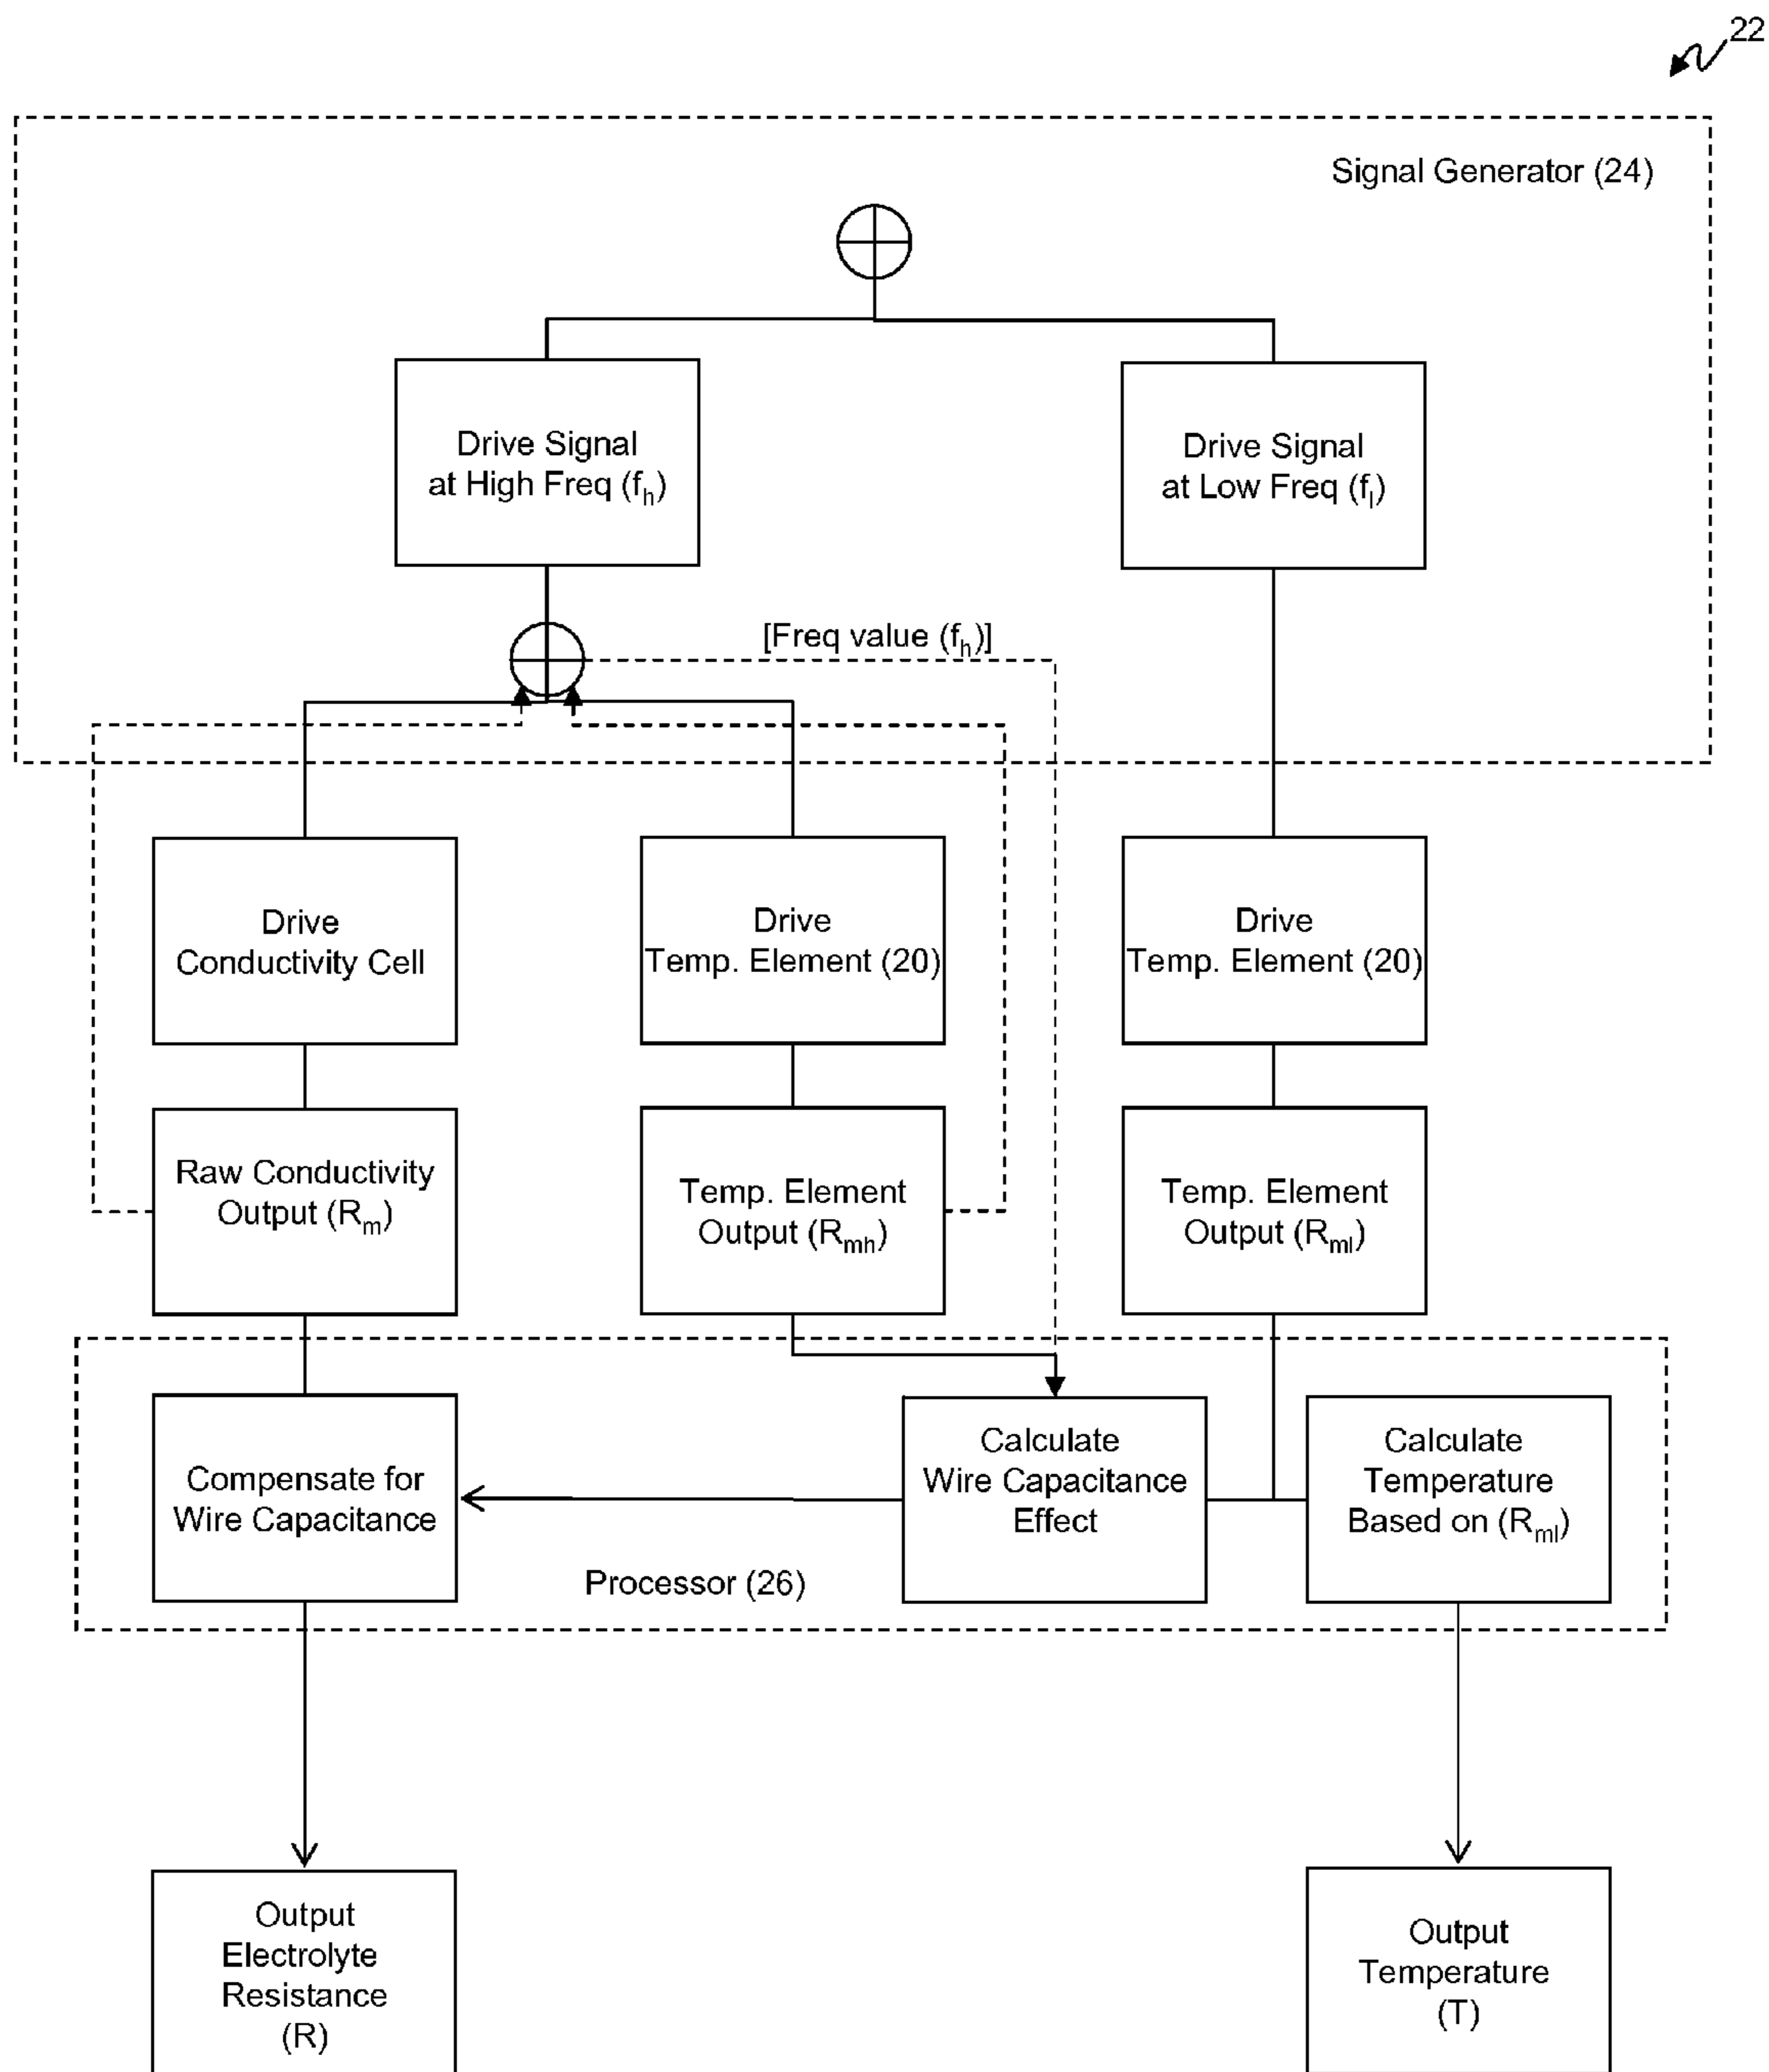 22
Signal Generator (24)
Drive Signal
at High Freq (fh)
Drive Signal
at Low Freq (fl)
[Freq value (fh)]
Drive
Conductivity Cell
Drive
Temp. Element (20)
Drive
Temp. Element (20)
Raw Conductivity
Output (Rm)
Temp. Element
Output (Rmh)
Temp. Element
Output (Rml)
Compensate for
Wire Capacitance
Calculate
Wire Capacitance
Effect
Calculate
Temperature
Based on (Rml)
Processor (26)
Output
Electrolyte
Resistance
(R)
Output
Temperature
(T)